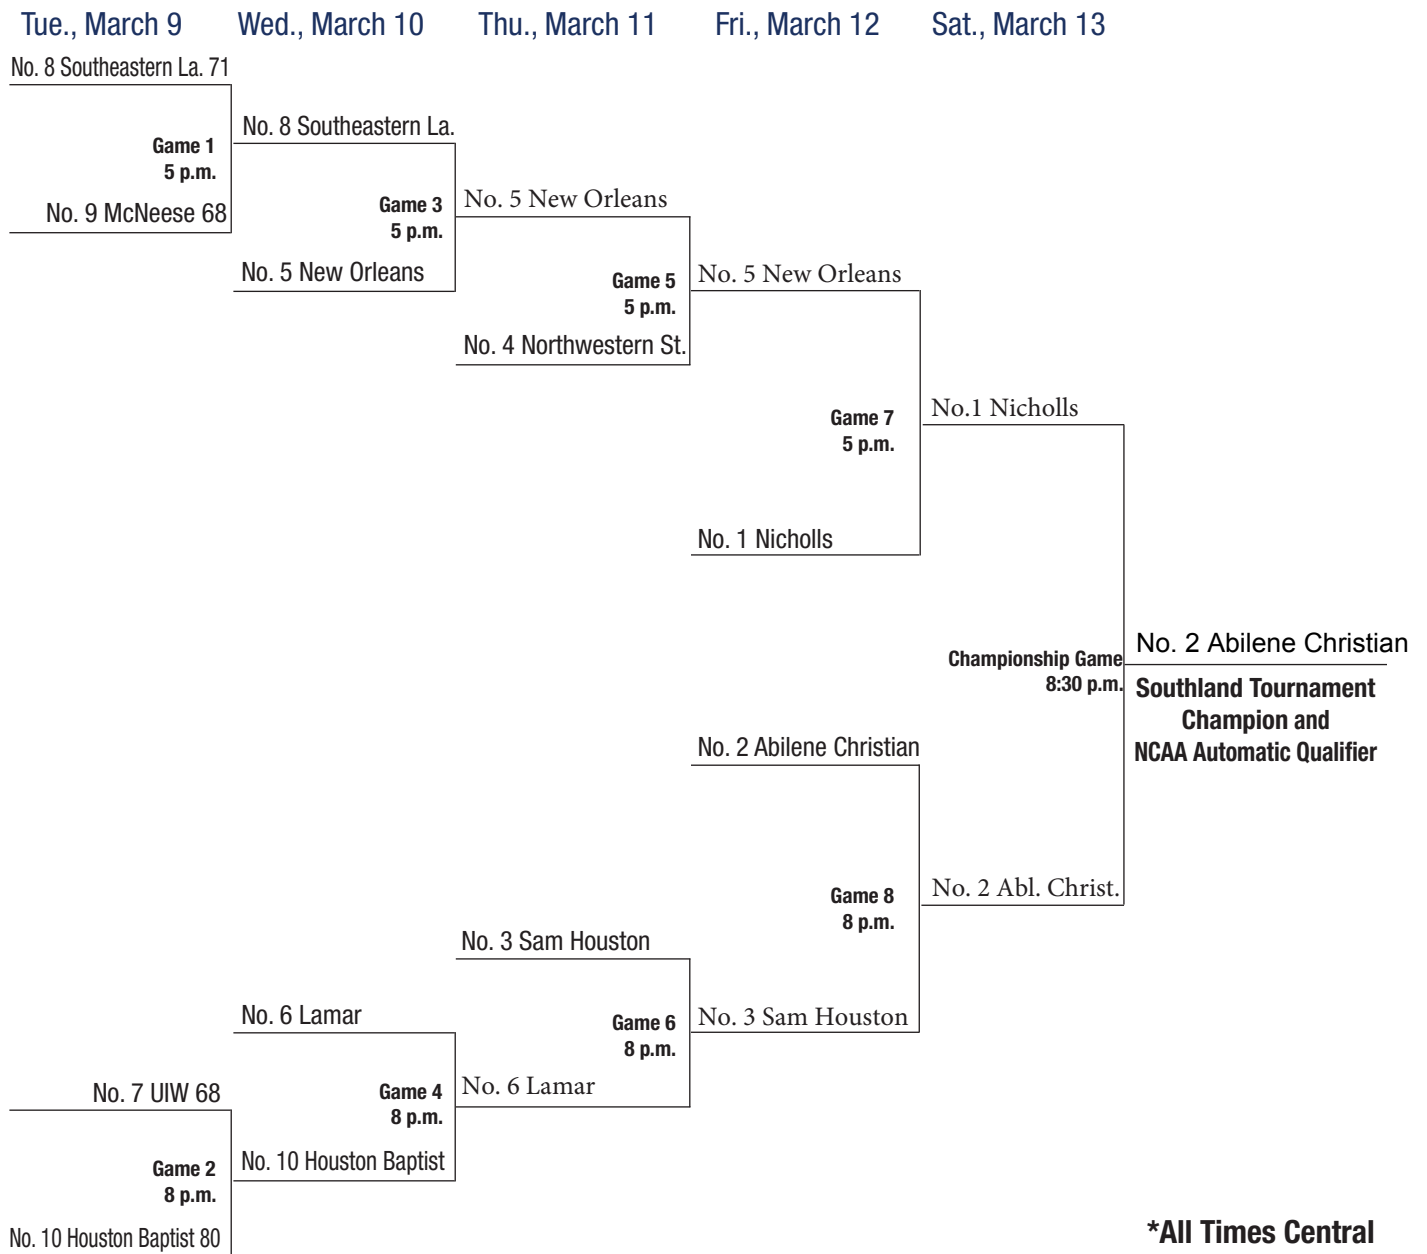 Tue., March 9 Wed., March 10 Thu., March 11 Fri., March 12 Sat., March 13
No. 8 Southeastern La. 71
Game 1
5 p.m.
No. 9 McNeese 68
No. 8 Southeastern La.
Game 3
5 p.m.
No. 5 New Orleans
No. 5 New Orleans
Game 5
5 p.m.
No. 4 Northwestern St.
No. 5 New Orleans
Game 7
5 p.m.
No. 1 Nicholls
No.1 Nicholls
Championship Game
8:30 p.m.
No. 2 Abilene Christian
Southland Tournament
Champion and
NCAA Automatic Qualifier
No. 2 Abilene Christian
Game 8
8 p.m.
No. 2 Abl. Christ.
No. 3 Sam Houston
Game 6
8 p.m.
No. 3 Sam Houston
No. 6 Lamar
Game 4
8 p.m.
No. 6 Lamar
No. 10 Houston Baptist
No. 7 UIW 68
Game 2
8 p.m.
No. 10 Houston Baptist 80
*All Times Central